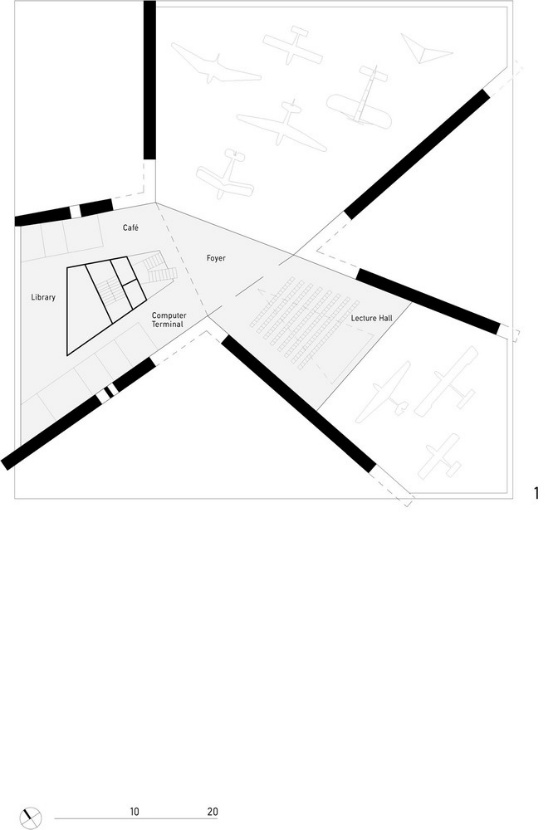 Café
Foyer
Library
Computer
Terminal
Lecture Hall
1
10 20